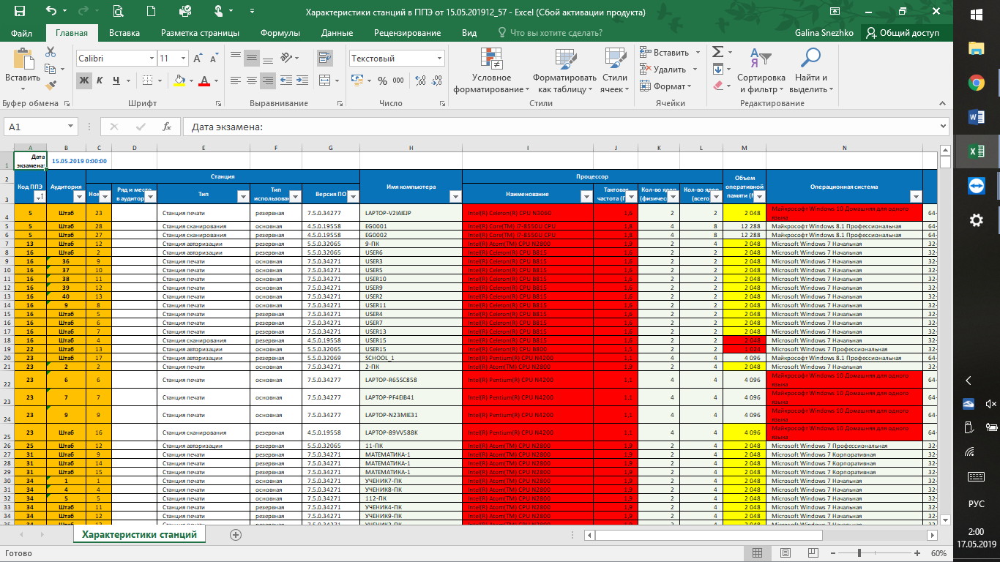 Характеристики станций в ППЭ от 15.05.201912_57 - Excel (Сбой активации продукта)
Файл Главная Вставка Разметка страницы Формулы Данные Рецензирование Вид Что вы хотите сделать? Galina Snezhko Общий доступ
Вставить Calibri 11 Текстовый Условное форматирование Форматировать как таблицу Стили ячеек Вставить Удалить Формат Сортировка и фильтр Найти и выделить
Ж К Ч % 000
Буфер обмена Шрифт Выравнивание Число Стили Ячейки Редактирование
A1 Дата экзамена:
A B C D E F G H I J K L M N
1 Дата экзамена: 15.05.2019 0:00:00
2 Код ППЭ Аудитория Станция Имя компьютера Процессор Объем оперативной памяти Операционная система
3 Ряд и место в аудитор Тип Тип использован Версия ПО Наименование Тактовая частота (Г Кол-во ядер (физичес Кол-во ядер (всего
4 5 Штаб 23 Станция печати резервная 7.5.0.34277 LAPTOP-V2IAIEJP Intel(R) Celeron(R) CPU N3060 1,6 2 2 2 048 Майкрософт Windows 10 Домашняя для одного языка 64-
5 5 Штаб 28 Станция сканирования основная 4.5.0.19558 EG0001 Intel(R) Core(TM) i7-8550U CPU 1,8 4 8 12 288 Майкрософт Windows 8.1 Профессиональная 64-
6 5 Штаб 27 Станция сканирования резервная 4.5.0.19558 EG0002 Intel(R) Core(TM) i7-8550U CPU 1,8 4 8 12 288 Майкрософт Windows 8.1 Профессиональная 64-
7 13 Штаб 12 Станция авторизации резервная 5.5.0.32065 9-ПК Intel(R) Atom(TM) CPU N2800 1,9 2 4 2 048 Microsoft Windows 7 Начальная 32-
8 16 Штаб 2 Станция авторизации резервная 5.5.0.32065 USER6 Intel(R) Celeron(R) CPU B815 1,6 2 2 2 048 Microsoft Windows 7 Начальная 32-
9 16 36 9 Станция печати основная 7.5.0.34271 USER3 Intel(R) Celeron(R) CPU B815 1,6 2 2 2 048 Microsoft Windows 7 Начальная 32-
10 16 37 10 Станция печати основная 7.5.0.34271 USER5 Intel(R) Celeron(R) CPU B815 1,6 2 2 2 048 Microsoft Windows 7 Начальная 32-
11 16 38 11 Станция печати основная 7.5.0.34271 USER10 Intel(R) Celeron(R) CPU B815 1,6 2 2 2 048 Microsoft Windows 7 Начальная 32-
12 16 39 12 Станция печати основная 7.5.0.34271 USER9 Intel(R) Celeron(R) CPU B815 1,6 2 2 2 048 Microsoft Windows 7 Начальная 32-
13 16 40 13 Станция печати основная 7.5.0.34271 USER2 Intel(R) Celeron(R) CPU B815 1,6 2 2 2 048 Microsoft Windows 7 Начальная 32-
14 16 9 8 Станция печати основная 7.5.0.34271 USER11 Intel(R) Celeron(R) CPU B815 1,6 2 2 2 048 Microsoft Windows 7 Начальная 32-
15 16 Штаб 5 Станция печати резервная 7.5.0.34271 USER4 Intel(R) Celeron(R) CPU B815 1,6 2 2 2 048 Microsoft Windows 7 Начальная 32-
16 16 Штаб 6 Станция печати резервная 7.5.0.34271 USER7 Intel(R) Celeron(R) CPU B815 1,6 2 2 2 048 Microsoft Windows 7 Начальная 32-
17 16 Штаб 7 Станция печати резервная 7.5.0.34271 USER13 Intel(R) Celeron(R) CPU B815 1,6 2 2 2 048 Microsoft Windows 7 Начальная 32-
18 16 Штаб 4 Станция сканирования резервная 4.5.0.19558 USER15 Intel(R) Celeron(R) CPU B815 1,6 2 2 2 048 Microsoft Windows 7 Начальная 32-
19 22 Штаб 13 Станция авторизации резервная 5.5.0.32065 USER15 Intel(R) Celeron(R) CPU B800 1,5 2 2 1 024 Microsoft Windows 7 Профессиональная 32-
20 23 Штаб 17 Станция авторизации резервная 5.5.0.32069 SCHOOL_1 Intel(R) Pentium(R) CPU N4200 1,1 4 4 4 096 Майкрософт Windows 8.1 Профессиональная 64-
21 23 2 2 Станция печати основная 7.5.0.34271 2-ПК Intel(R) Atom(TM) CPU N2800 1,9 2 4 2 048 Microsoft Windows 7 Начальная 32-
22 23 6 6 Станция печати основная 7.5.0.34277 LAPTOP-R65SC858 Intel(R) Pentium(R) CPU N4200 1,1 4 4 4 096 Майкрософт Windows 10 Домашняя для одного языка 64-
23 23 7 7 Станция печати основная 7.5.0.34277 LAPTOP-PF4EIB41 Intel(R) Pentium(R) CPU N4200 1,1 4 4 4 096 Майкрософт Windows 10 Домашняя для одного языка 64-
24 23 9 9 Станция печати основная 7.5.0.34277 LAPTOP-N23MIE31 Intel(R) Pentium(R) CPU N4200 1,1 4 4 4 096 Майкрософт Windows 10 Домашняя для одного языка 64-
25 23 Штаб 16 Станция сканирования резервная 4.5.0.19558 LAPTOP-89VV588K Intel(R) Pentium(R) CPU N4200 1,1 4 4 4 096 Майкрософт Windows 10 Домашняя для одного языка 64-
26 25 Штаб 12 Станция авторизации резервная 5.5.0.32065 11-ПК Intel(R) Atom(TM) CPU N2800 1,9 2 4 2 048 Microsoft Windows 7 Профессиональная 32-
27 31 Штаб 9 Станция печати резервная 7.5.0.34271 МАТЕМАТИКА-1 Intel(R) Atom(TM) CPU N2800 1,9 2 4 2 048 Microsoft Windows 7 Корпоративная 32-
28 31 Штаб 14 Станция печати резервная 7.5.0.34271 МАТЕМАТИКА-1 Intel(R) Atom(TM) CPU N2800 1,9 2 4 2 048 Microsoft Windows 7 Корпоративная 32-
29 31 Штаб 15 Станция печати резервная 7.5.0.34271 МАТЕМАТИКА-1 Intel(R) Atom(TM) CPU N2800 1,9 2 4 2 048 Microsoft Windows 7 Корпоративная 32-
30 34 1 1 Станция печати основная 7.5.0.34271 УЧЕНИК7-ПК Intel(R) Atom(TM) CPU N2800 1,9 2 4 2 048 Microsoft Windows 7 Начальная 32-
31 34 4 4 Станция печати основная 7.5.0.34271 УЧЕНИК8-ПК Intel(R) Atom(TM) CPU N2800 1,9 2 4 2 048 Microsoft Windows 7 Начальная 32-
32 34 5 5 Станция печати основная 7.5.0.34271 112-ПК Intel(R) Atom(TM) CPU N2800 1,9 2 4 2 048 Microsoft Windows 7 Начальная 32-
33 34 Штаб 11 Станция печати резервная 7.5.0.34271 УЧЕНИК4-ПК Intel(R) Atom(TM) CPU N2800 1,9 2 4 2 048 Microsoft Windows 7 Начальная 32-
34 34 Штаб 12 Станция печати резервная 7.5.0.34271 УЧЕНИК9-ПК Intel(R) Atom(TM) CPU N2800 1,9 2 4 2 048 Microsoft Windows 7 Начальная 32-
Характеристики станций
Готово 60%
РУС
2:00
17.05.2019